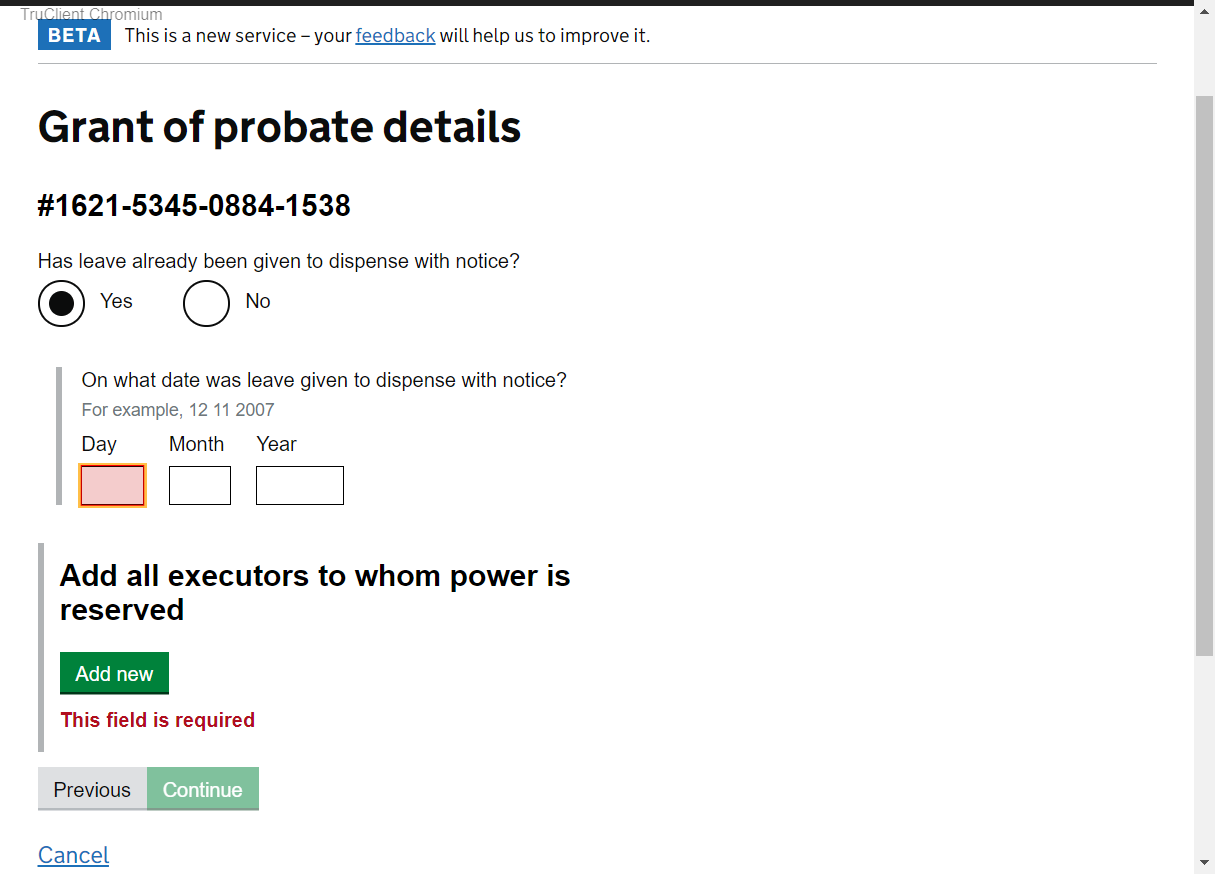 TruClient Chromium
BETA This is a new service – your feedback will help us to improve it.
Grant of probate details
#1621-5345-0884-1538
Has leave already been given to dispense with notice?
Yes No
On what date was leave given to dispense with notice?
For example, 12 11 2007
Day Month Year
Add all executors to whom power is
reserved
Add new
This field is required
Previous Continue
Cancel